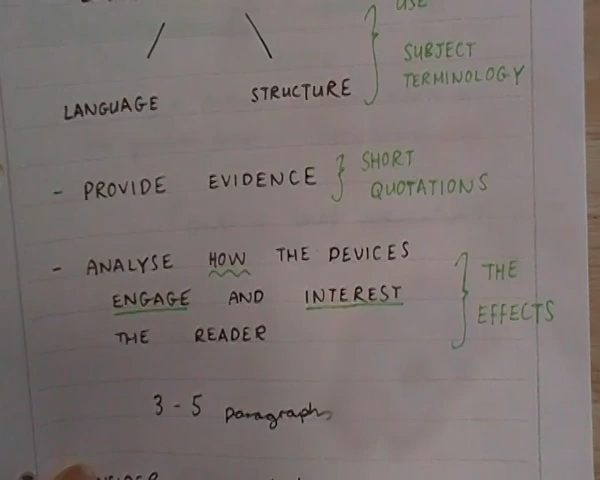 USE
SUBJECT
TERMINOLOGY
LANGUAGE
STRUCTURE
- PROVIDE EVIDENCE
SHORT
QUOTATIONS
- ANALYSE HOW THE DEVICES
ENGAGE AND INTEREST
THE READER
THE
EFFECTS
3 - 5 paragraphs